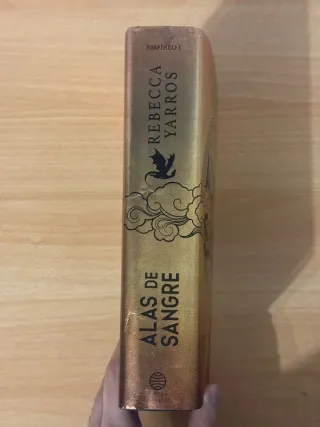 EMPÍREO 1
REBECCA
YARROS
ALAS DE
SANGRE